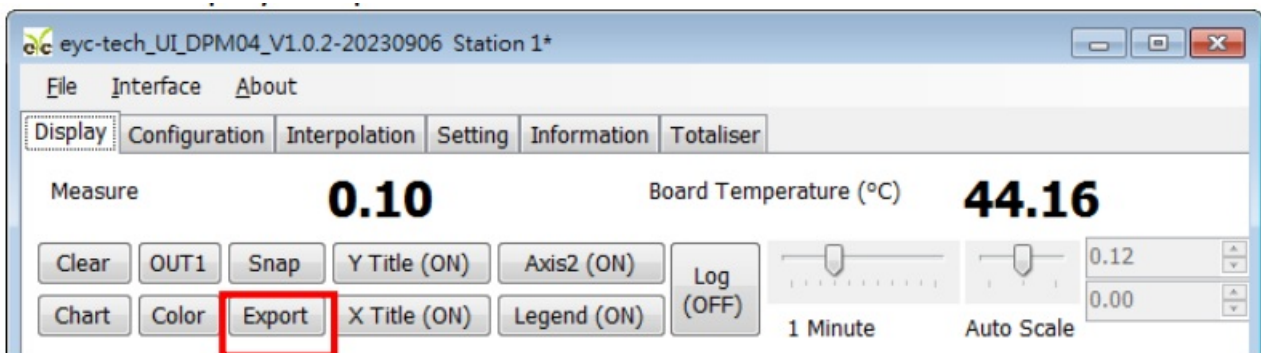 eyc-tech_UI_DPM04_V1.0.2-20230906 Station 1*
File Interface About
Display Configuration Interpolation Setting Information Totaliser
Measure 0.10 Board Temperature (°C) 44.16
Clear OUT1 Snap Y Title (ON) Axis2 (ON) Log (OFF) 0.12
Chart Color Export X Title (ON) Legend (ON) 1 Minute Auto Scale 0.00